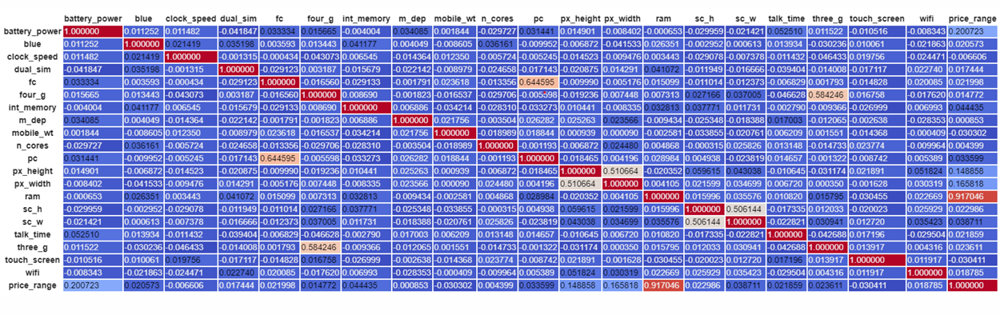 battery_power blue clock_speed dual_sim fc four_g int_memory m_dep mobile_wt n_cores pc px_height px_width ram sc_h sc_w talk_time three_g touch_screen wifi price_range
battery_power 1.000000 0.011252 0.011482 -0.041847 0.033334 0.015665 -0.004004 0.034085 0.001844 -0.029727 0.031441 0.014901 -0.008402 -0.000653 -0.029959 -0.021421 0.052510 0.011522 -0.010516 -0.008343 0.200723
blue 0.011252 1.000000 0.021419 0.035198 0.003593 0.013443 0.041177 0.004049 -0.008605 0.036161 -0.009952 -0.006872 -0.041533 0.026351 -0.002952 0.000613 0.013934 -0.030236 0.010061 -0.021863 0.020573
clock_speed 0.011482 0.021419 1.000000 -0.001315 -0.000434 -0.043073 0.006545 -0.014364 0.012350 -0.005724 -0.005245 -0.014523 -0.009476 0.003443 -0.029078 -0.007378 -0.011432 -0.046433 0.019756 -0.024471 -0.006606
dual_sim -0.041847 0.035198 -0.001315 1.000000 -0.029123 0.003187 -0.015679 -0.022142 -0.008979 -0.024658 -0.017143 -0.020875 0.014291 0.041072 -0.011949 -0.016666 -0.039404 -0.014008 -0.017117 0.022740 0.017444
fc 0.033334 0.003593 -0.000434 -0.029123 1.000000 -0.016560 -0.029133 -0.001791 0.023618 -0.013356 0.644595 -0.009990 -0.005176 0.015099 -0.011014 -0.012373 -0.006829 0.001793 -0.014828 0.020085 0.021998
four_g 0.015665 0.013443 -0.043073 0.003187 -0.016560 1.000000 0.008690 -0.001823 -0.016537 -0.029706 -0.005598 -0.019236 0.007448 0.007313 0.027166 0.037005 -0.046628 0.584246 0.016758 -0.017620 0.014772
int_memory -0.004004 0.041177 0.006545 -0.015679 -0.029133 0.008690 1.000000 0.006886 -0.034214 -0.028310 -0.033273 0.010441 -0.008335 0.032813 0.037771 0.011731 -0.002790 -0.009366 -0.026999 0.006993 0.044435
m_dep 0.034085 0.004049 -0.014364 -0.022142 -0.001791 -0.001823 0.006886 1.000000 0.021756 -0.003504 0.026282 0.025263 0.023566 -0.009434 -0.025348 -0.018388 0.017003 -0.012065 -0.002638 -0.028353 0.000853
mobile_wt 0.001844 -0.008605 0.012350 -0.008979 0.023618 -0.016537 -0.034214 0.021756 1.000000 -0.018989 0.018844 0.000939 0.000090 -0.002581 -0.033855 -0.020761 0.006209 0.001551 -0.014368 -0.000409 -0.030302
n_cores -0.029727 0.036161 -0.005724 -0.024658 -0.013356 -0.029706 -0.028310 -0.003504 -0.018989 1.000000 -0.001193 -0.006872 0.024480 0.004868 -0.000315 0.025826 0.013148 -0.014733 0.023774 -0.009964 0.004399
pc 0.031441 -0.009952 -0.005245 -0.017143 0.644595 -0.005598 -0.033273 0.026282 0.018844 -0.001193 1.000000 -0.018465 0.004196 0.028984 0.004938 -0.023819 0.014657 -0.001322 -0.008742 0.005389 0.033599
px_height 0.014901 -0.006872 -0.014523 -0.020875 -0.009990 -0.019236 0.010441 0.025263 0.000939 -0.006872 -0.018465 1.000000 0.510664 -0.020352 0.059615 0.043038 -0.010645 -0.031174 0.021891 0.051824 0.148858
px_width -0.008402 -0.041533 -0.009476 0.014291 -0.005176 0.007448 -0.008335 0.023566 0.000090 0.024480 0.004196 0.510664 1.000000 0.004105 0.021599 0.034699 0.006720 0.000350 -0.001628 0.030319 0.165818
ram -0.000653 0.026351 0.003443 0.041072 0.015099 0.007313 0.032813 -0.009434 -0.002581 0.004868 0.028984 -0.020352 0.004105 1.000000 0.015996 0.035576 0.010820 0.015795 -0.030455 0.022669 0.917046
sc_h -0.029959 -0.002952 -0.029078 -0.011949 -0.011014 0.027166 0.037771 -0.025348 -0.033855 -0.000315 0.004938 0.059615 0.021599 0.015996 1.000000 0.506144 -0.017335 0.012033 -0.020023 0.025929 0.022986
sc_w -0.021421 0.000613 -0.007378 -0.016666 -0.012373 0.037005 0.011731 -0.018388 -0.020761 0.025826 -0.023819 0.043038 0.034699 0.035576 0.506144 1.000000 -0.022821 0.030941 0.012720 0.035423 0.038711
talk_time 0.052510 0.013934 -0.011432 -0.039404 -0.006829 -0.046628 -0.002790 0.017003 0.006209 0.013148 0.014657 -0.010645 0.006720 0.010820 -0.017335 -0.022821 1.000000 -0.042688 0.017196 -0.029504 0.021859
three_g 0.011522 -0.030236 -0.046433 -0.014008 0.001793 0.584246 -0.009366 -0.012065 0.001551 -0.014733 -0.001322 -0.031174 0.000350 0.015795 0.012033 0.030941 -0.042688 1.000000 0.013917 0.004316 0.023611
touch_screen -0.010516 0.010061 0.019756 -0.017117 -0.014828 0.016758 -0.026999 -0.002638 -0.014368 0.023774 -0.008742 0.021891 -0.001628 -0.030455 -0.020023 0.012720 0.017196 0.013917 1.000000 0.011917 -0.030411
wifi -0.008343 -0.021863 -0.024471 0.022740 0.020085 -0.017620 0.006993 -0.028353 -0.000409 -0.009964 0.005389 0.051824 0.030319 0.022669 0.025929 0.035423 -0.029504 0.004316 0.011917 1.000000 0.018785
price_range 0.200723 0.020573 -0.006606 0.017444 0.021998 0.014772 0.044435 0.000853 -0.030302 0.004399 0.033599 0.148858 0.165818 0.917046 0.022986 0.038711 0.021859 0.023611 -0.030411 0.018785 1.000000